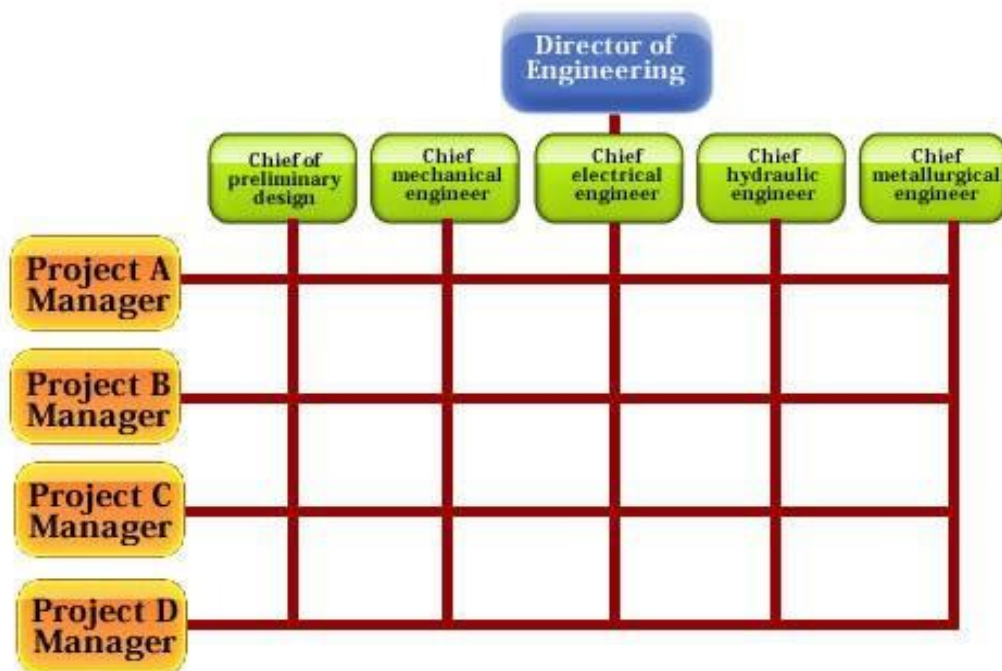 Director of
Engineering
Chief of
preliminary
design
Chief
mechanical
engineer
Chief
electrical
engineer
Chief
hydraulic
engineer
Chief
metallurgical
engineer
Project A
Manager
Project B
Manager
Project C
Manager
Project D
Manager